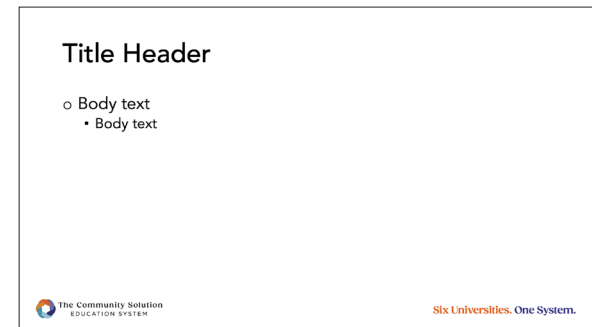 Title Header
o Body text
• Body text
The Community Solution
EDUCATION SYSTEM
Six Universities. One System.